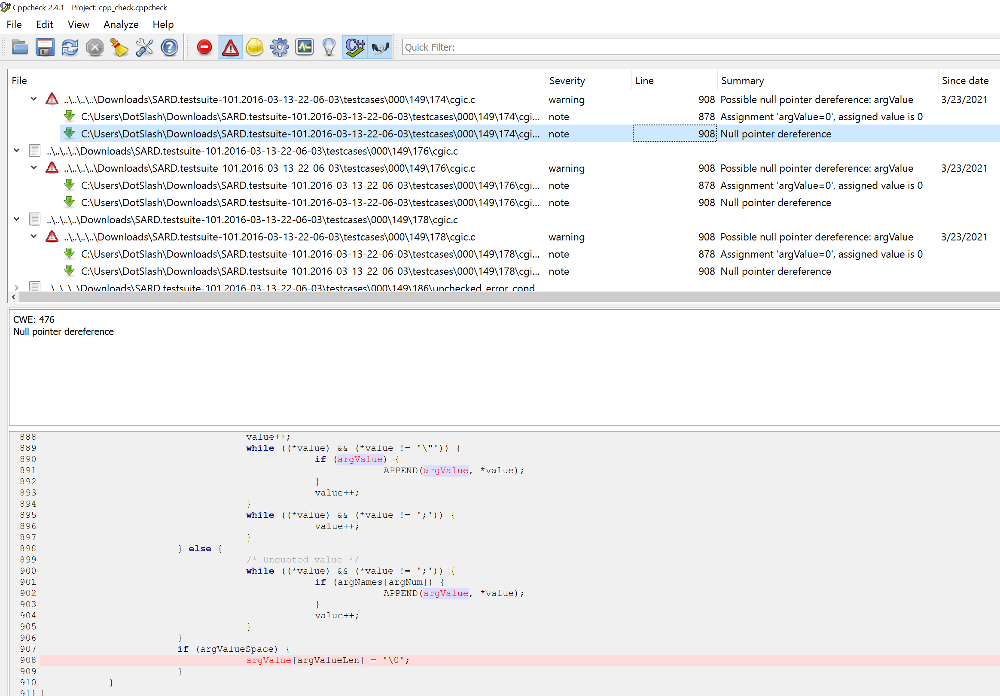 Cppcheck 2.4.1 - Project: cpp_check.cppcheck
File Edit View Analyze Help
Quick Filter:
File Severity Line Summary Since date
..\..\..\..\Downloads\SARD.testsuite-101.2016-03-13-22-06-03\testcases\000\149\174\cgic.c warning 908 Possible null pointer dereference: argValue 3/23/2021
C:\Users\DotSlash\Downloads\SARD.testsuite-101.2016-03-13-22-06-03\testcases\000\149\174\cgi... note 878 Assignment 'argValue=0', assigned value is 0
C:\Users\DotSlash\Downloads\SARD.testsuite-101.2016-03-13-22-06-03\testcases\000\149\174\cgi... note 908 Null pointer dereference
..\..\..\..\Downloads\SARD.testsuite-101.2016-03-13-22-06-03\testcases\000\149\176\cgic.c
..\..\..\..\Downloads\SARD.testsuite-101.2016-03-13-22-06-03\testcases\000\149\176\cgic.c warning 908 Possible null pointer dereference: argValue 3/23/2021
C:\Users\DotSlash\Downloads\SARD.testsuite-101.2016-03-13-22-06-03\testcases\000\149\176\cgi... note 878 Assignment 'argValue=0', assigned value is 0
C:\Users\DotSlash\Downloads\SARD.testsuite-101.2016-03-13-22-06-03\testcases\000\149\176\cgi... note 908 Null pointer dereference
..\..\..\..\Downloads\SARD.testsuite-101.2016-03-13-22-06-03\testcases\000\149\178\cgic.c
..\..\..\..\Downloads\SARD.testsuite-101.2016-03-13-22-06-03\testcases\000\149\178\cgic.c warning 908 Possible null pointer dereference: argValue 3/23/2021
C:\Users\DotSlash\Downloads\SARD.testsuite-101.2016-03-13-22-06-03\testcases\000\149\178\cgi... note 878 Assignment 'argValue=0', assigned value is 0
C:\Users\DotSlash\Downloads\SARD.testsuite-101.2016-03-13-22-06-03\testcases\000\149\178\cgi... note 908 Null pointer dereference
..\..\..\..\Downloads\SARD.testsuite-101.2016-03-13-22-06-03\testcases\000\149\186\unchecked_error_cond...
CWE: 476
Null pointer dereference
888 value++;
889 while ((*value) && (*value != '\"')) {
890 if (argValue) {
891 APPEND(argValue, *value);
892 }
893 value++;
894 }
895 while ((*value) && (*value != ';')) {
896 value++;
897 }
898 } else {
899 /* Unquoted value */
900 while ((*value) && (*value != ';')) {
901 if (argNames[argNum]) {
902 APPEND(argValue, *value);
903 }
904 value++;
905 }
906 }
907 if (argValueSpace) {
908 argValue[argValueLen] = '\0';
909 }
910 }
911 }